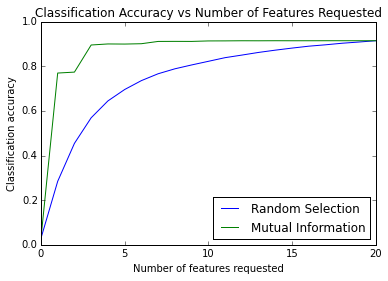 Classification Accuracy vs Number of Features Requested
1.0
0.8
0.6
0.4
0.2
0.0
Classification accuracy
Random Selection
Mutual Information
0
5
10
15
20
Number of features requested